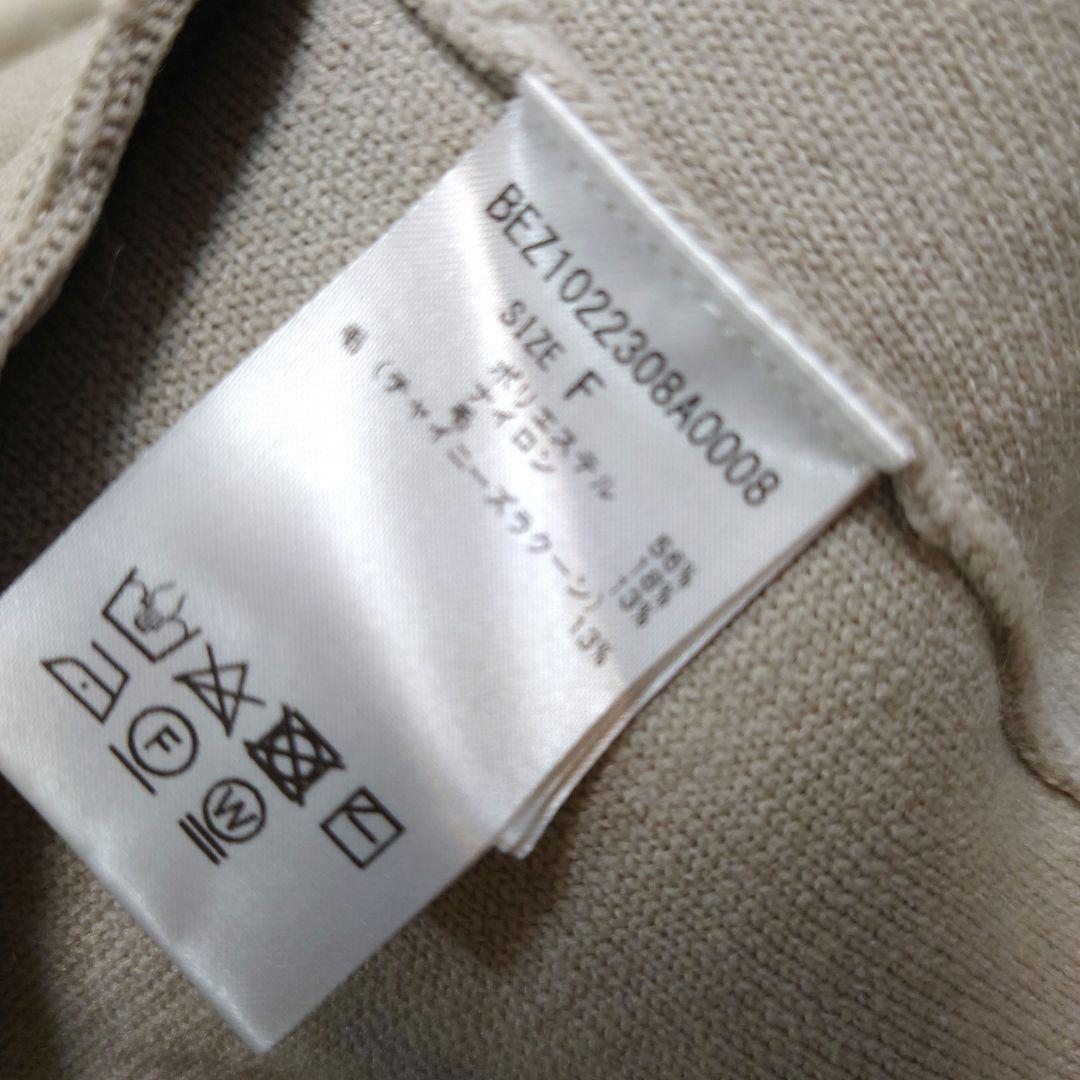 BEZ1022308A0008
SIZE F
ポリエステル 56%
ナイロン 18%
毛 13%
毛(チャイニーズラクーン) 13%
F
W